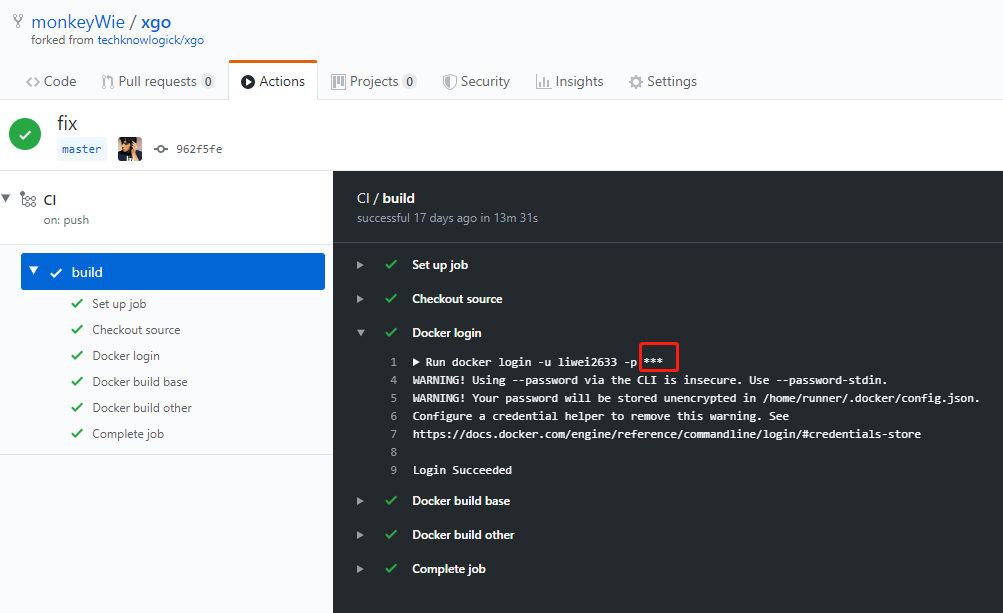 monkeyWie / xgo
forked from techknowlogick/xgo
Code Pull requests 0 Actions Projects 0 Security Insights Settings
fix
master 962f5fe
CI
on: push
build
Set up job
Checkout source
Docker login
Docker build base
Docker build other
Complete job
CI / build
successful 17 days ago in 13m 31s
Set up job
Checkout source
Docker login
1 Run docker login -u liwei2633 -p ***
4 WARNING! Using --password via the CLI is insecure. Use --password-stdin.
5 WARNING! Your password will be stored unencrypted in /home/runner/.docker/config.json.
6 Configure a credential helper to remove this warning. See
7 https://docs.docker.com/engine/reference/commandline/login/#credentials-store
8
9 Login Succeeded
Docker build base
Docker build other
Complete job